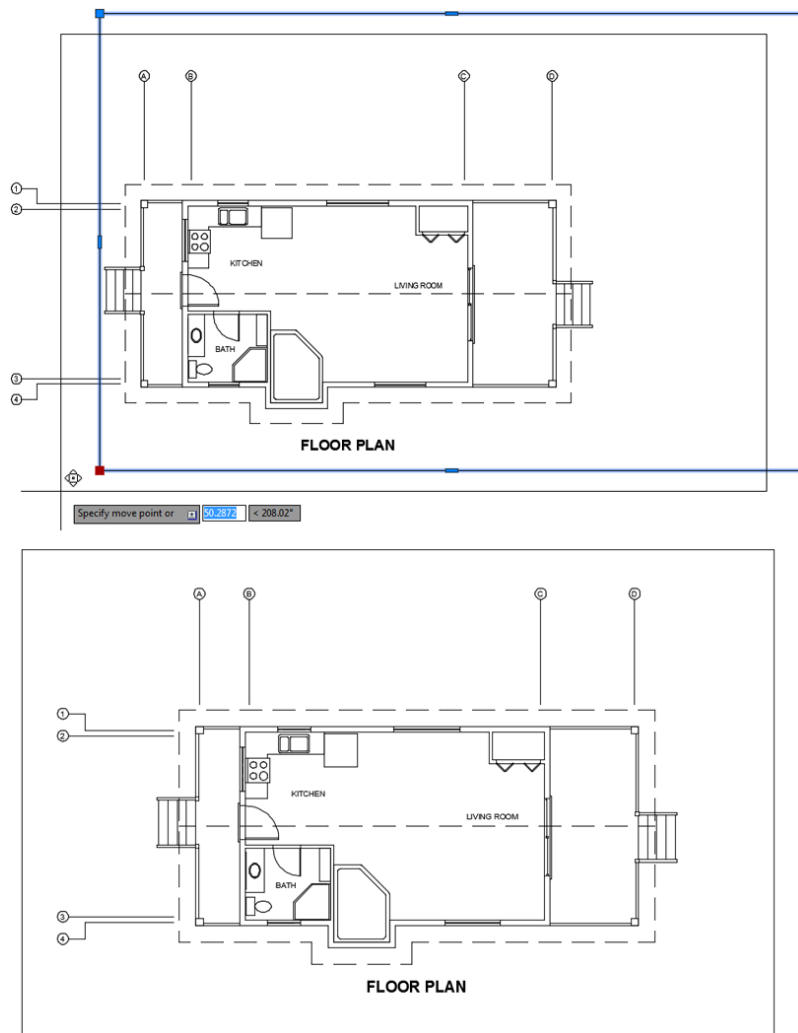 A B C D
1
2
KITCHEN
LIVING ROOM
BATH
3
4
FLOOR PLAN
Specify move point or 50.2872 < 208.02°
A B C D
1
2
KITCHEN
LIVING ROOM
BATH
3
4
FLOOR PLAN